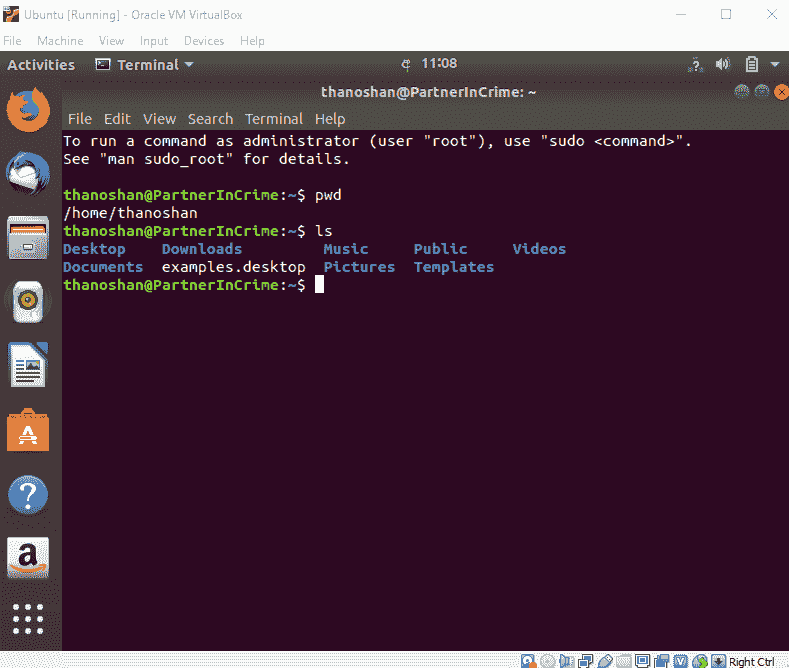 Ubuntu [Running] - Oracle VM VirtualBox
File Machine View Input Devices Help
Activities Terminal 11:08
thanoshan@PartnerInCrime: ~
File Edit View Search Terminal Help
To run a command as administrator (user "root"), use "sudo <command>".
See "man sudo_root" for details.
thanoshan@PartnerInCrime:~$ pwd
/home/thanoshan
thanoshan@PartnerInCrime:~$ ls
Desktop Downloads Music Public Videos
Documents examples.desktop Pictures Templates
thanoshan@PartnerInCrime:~$
Right Ctrl